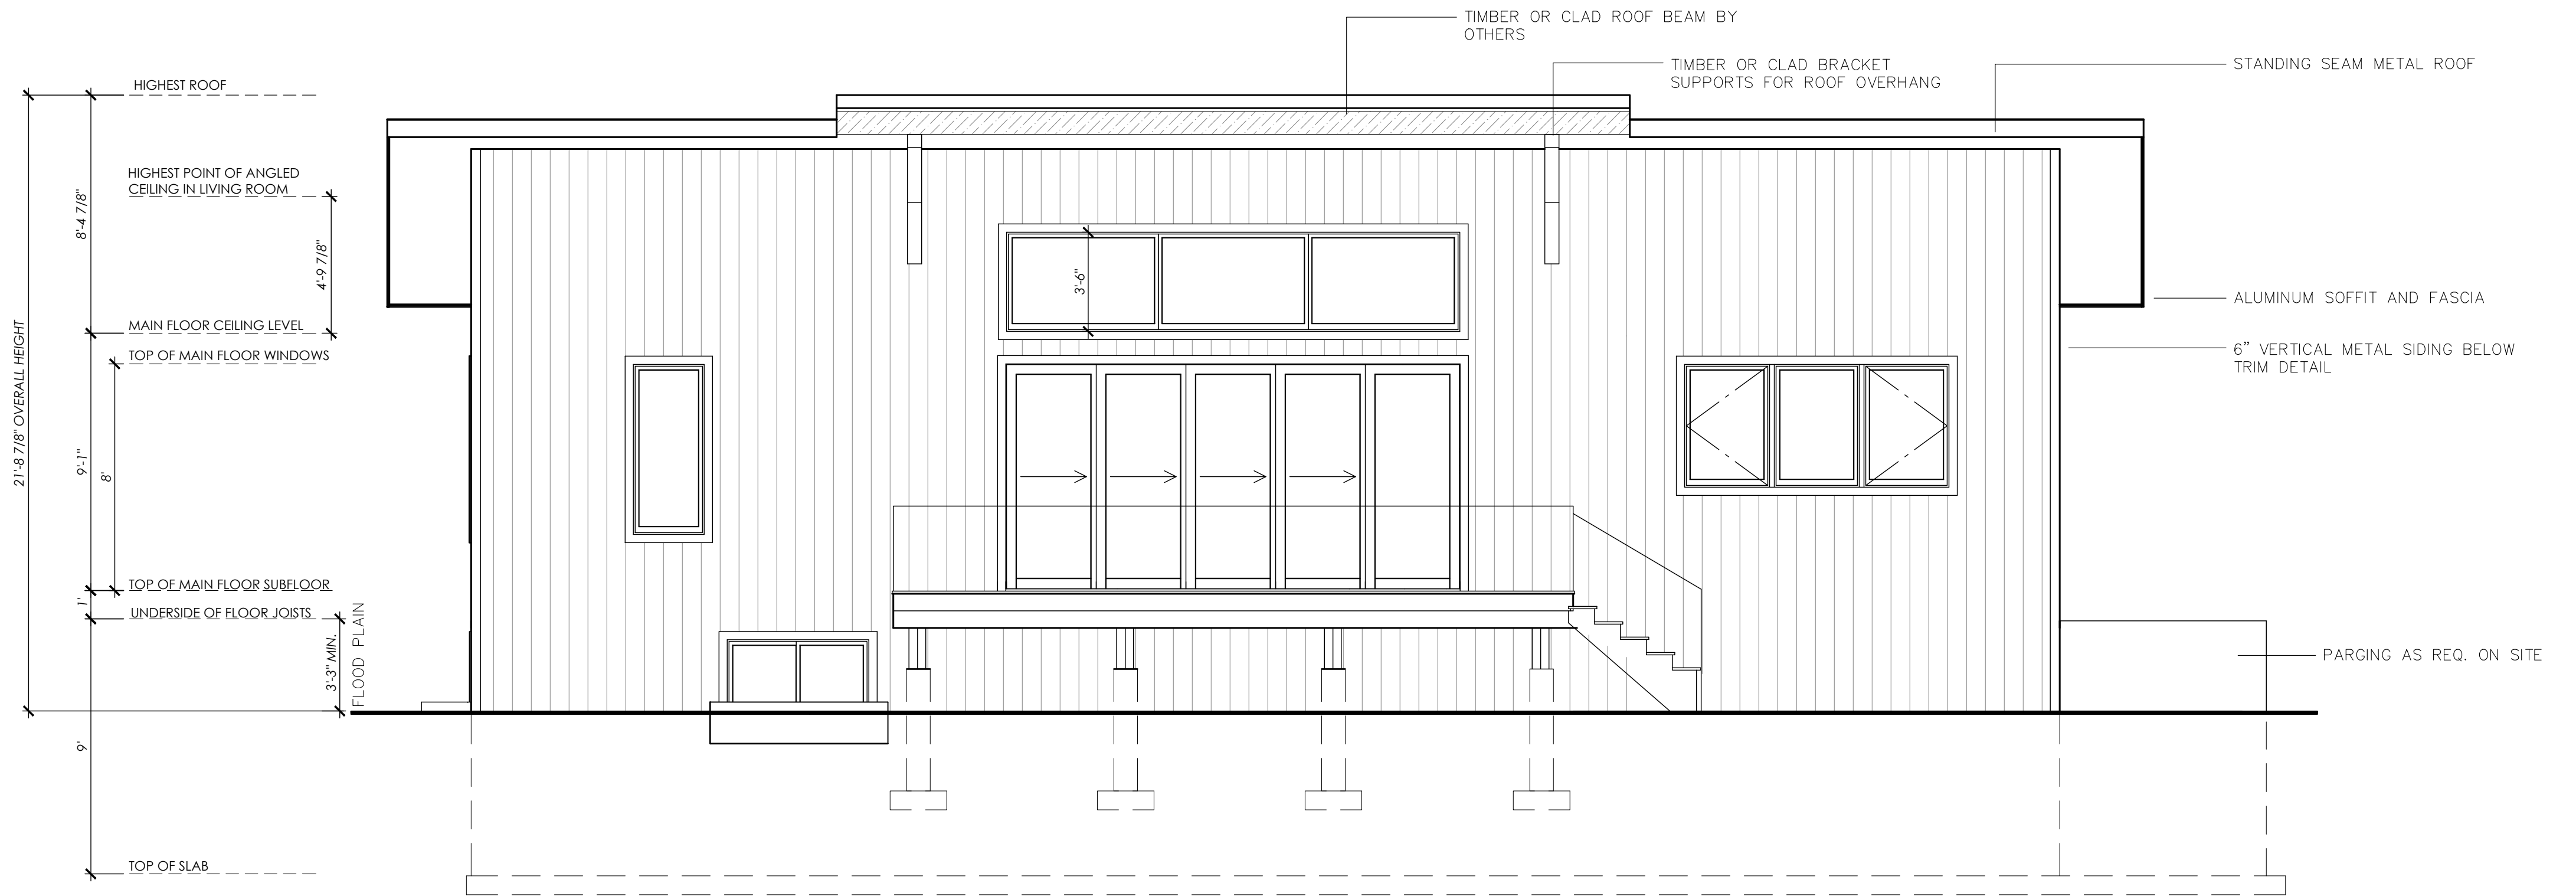 TIMBER OR CLAD ROOF BEAM BY
OTHERS
TIMBER OR CLAD BRACKET
SUPPORTS FOR ROOF OVERHANG
STANDING SEAM METAL ROOF
HIGHEST ROOF
HIGHEST POINT OF ANGLED
CEILING IN LIVING ROOM
8'-4 7/8"
4'-9 7/8"
3'-6"
ALUMINUM SOFFIT AND FASCIA
MAIN FLOOR CEILING LEVEL
6” VERTICAL METAL SIDING BELOW
TRIM DETAIL
TOP OF MAIN FLOOR WINDOWS
21'-8 7/8" OVERALL HEIGHT
9'-1"
8'
TOP OF MAIN FLOOR SUBFLOOR
1'
UNDERSIDE OF FLOOR JOISTS
3'-3" MIN.
FLOOD PLAIN
PARGING AS REQ. ON SITE
9'
TOP OF SLAB